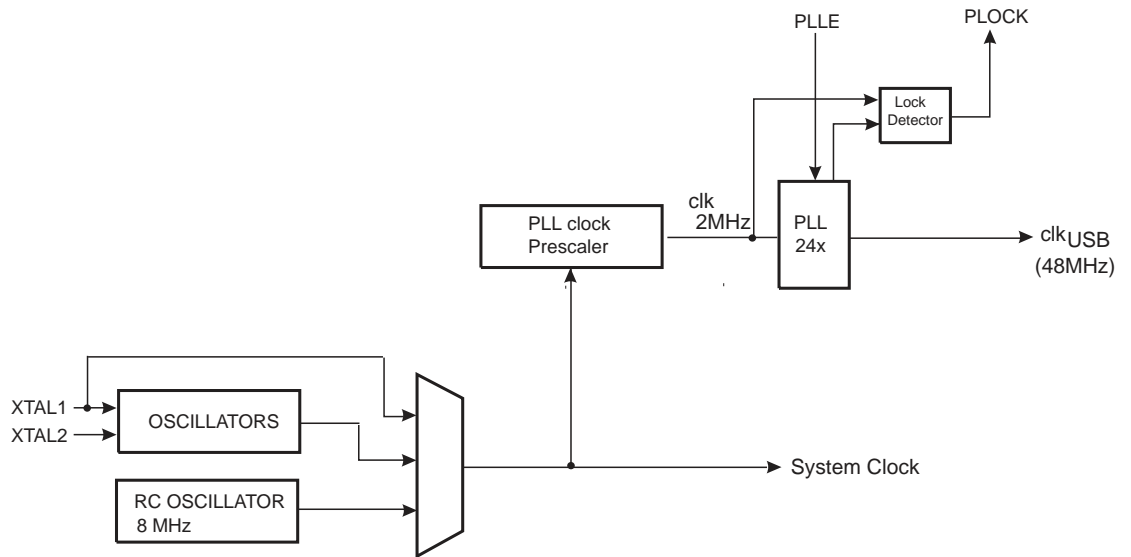 PLLE
PLOCK
Lock
Detector
clk
2MHz
PLL clock
Prescaler
PLL
24x
clkUSB
(48MHz)
XTAL1
XTAL2
OSCILLATORS
System Clock
RC OSCILLATOR
8 MHz